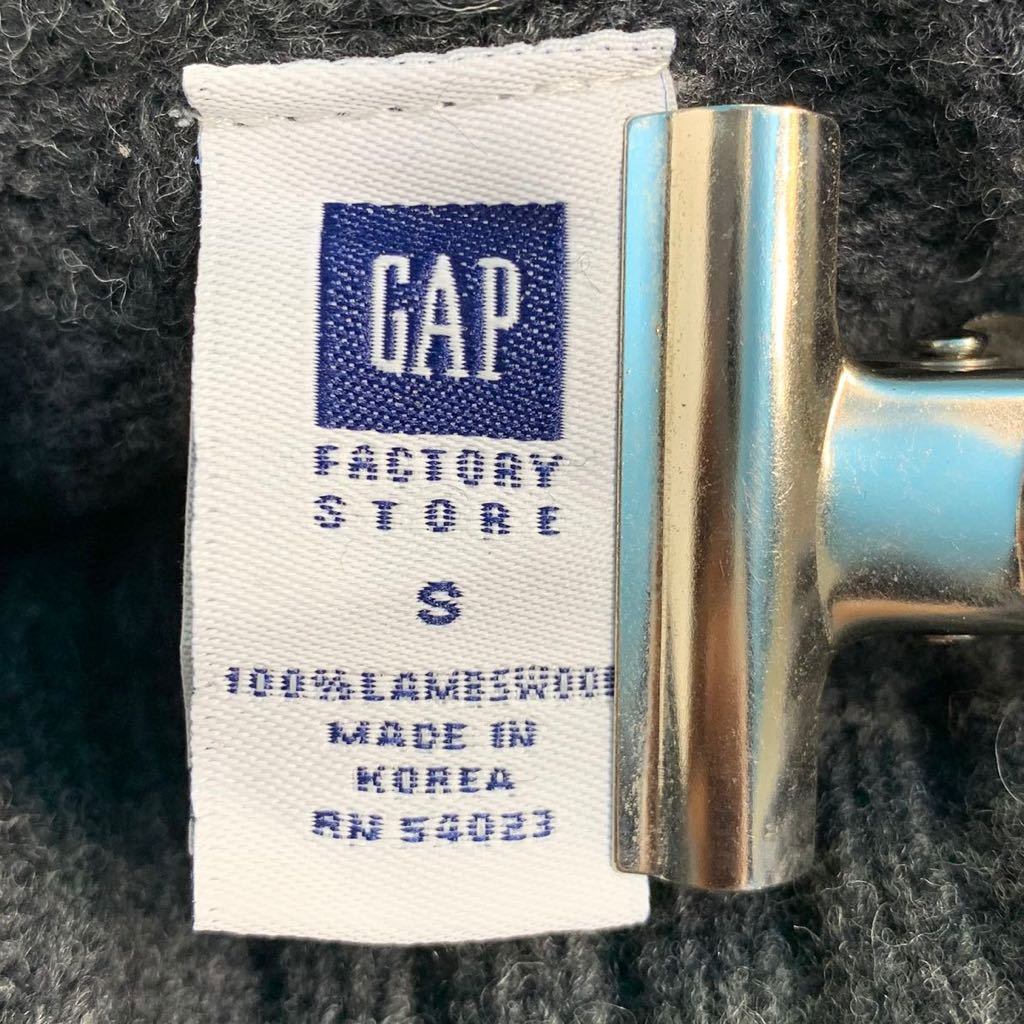 GAP
FACTORY
STORE
S
100% LAMBSWOOL
MADE IN
KOREA
RN 54023